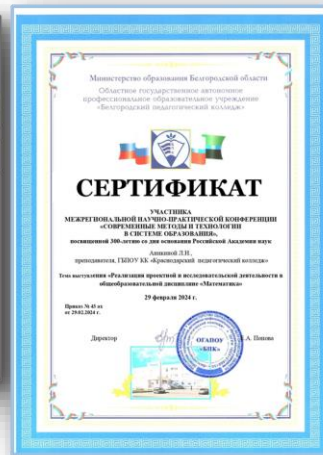 Министерство образования Белгородской области
Областное государственное автономное
профессиональное образовательное учреждение
«Белгородский педагогический колледж»
СЕРТИФИКАТ
УЧАСТНИКА
МЕЖРЕГИОНАЛЬНОЙ НАУЧНО-ПРАКТИЧЕСКОЙ КОНФЕРЕНЦИИ
«СОВРЕМЕННЫЕ МЕТОДЫ И ТЕХНОЛОГИИ
В СИСТЕМЕ ОБРАЗОВАНИЯ»,
посвященной 300-летию со дня основания Российской Академии наук
Аникиной Л.Н.,
преподавателя, ГБПОУ КК «Краснодарский педагогический колледж»
Тема выступления «Реализация проектной и исследовательской деятельности в
общеобразовательной дисциплине «Математика»
29 февраля 2024 г.
Приказ № 43 ах
от 29.02.2024 г.
Директор
А. Попова
ОГАПОУ
«БПК»